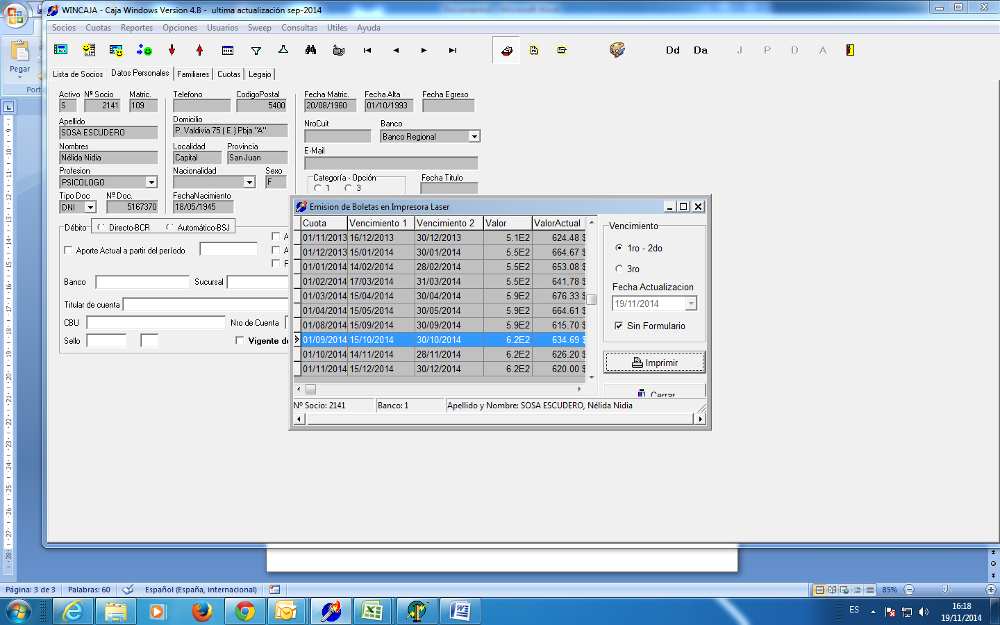 WINCAJA - Caja Windows Version 4.B - ultima actualización sep-2014
Socios Cuotas Reportes Opciones Usuarios Sweep Consultas Utiles Ayuda
Pegar
Dd Da J P D A
Lista de Socios Datos Personales Familiares Cuotas Legajo
Activo Nº Socio Matric. Telefono CodigoPostal Fecha Matric. Fecha Alta Fecha Egreso
S 2141 109 5400 20/08/1980 01/10/1993
Apellido Domicilio NroCuit Banco
SOSA ESCUDERO P. Valdivia 75 ( E ) Pbja."A" Banco Regional
Nombres Localidad Provincia E-Mail
Nélida Nidia Capital San Juan
Profesion Nacionalidad Sexo Categoría - Opción Fecha Titulo
PSICOLOGO F 1 3
Tipo Doc Nº Doc. FechaNacimiento
DNI 5167370 18/05/1945
Débito Directo-BCR Automático-BSJ
Aporte Actual a partir del período
A
A
F
Banco Sucursal
Titular de cuenta
CBU Nro de Cuenta
Sello Vigente de
Emision de Boletas en Impresora Laser
Cuota Vencimiento 1 Vencimiento 2 Valor ValorActual
01/11/2013 16/12/2013 30/12/2013 5.1E2 624.48 $
01/12/2013 15/01/2014 30/01/2014 5.5E2 664.67 $
01/01/2014 14/02/2014 28/02/2014 5.5E2 653.08 $
01/02/2014 17/03/2014 31/03/2014 5.5E2 641.78 $
01/03/2014 15/04/2014 30/04/2014 5.9E2 676.33 $
01/04/2014 15/05/2014 30/05/2014 5.9E2 664.61 $
01/08/2014 15/09/2014 30/09/2014 5.9E2 615.70 $
01/09/2014 15/10/2014 30/10/2014 6.2E2 634.69 $
01/10/2014 14/11/2014 28/11/2014 6.2E2 626.20 $
01/11/2014 15/12/2014 30/12/2014 6.2E2 620.00 $
Vencimiento
1ro - 2do
3ro
Fecha Actualizacion
19/11/2014
Sin Formulario
Imprimir
Cerrar
Nº Socio: 2141 Banco: 1 Apellido y Nombre: SOSA ESCUDERO, Nélida Nidia
Página: 3 de 3 Palabras: 60 Español (España, internacional) 85%
ES 16:18
19/11/2014